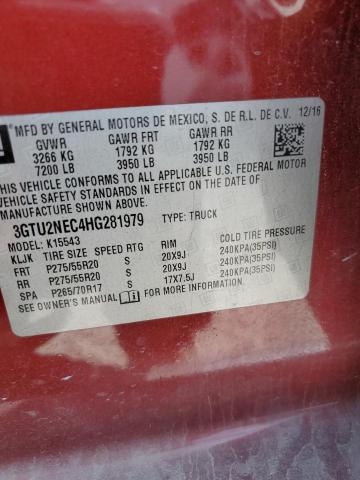 MFD BY GENERAL MOTORS DE MEXICO, S. DE R.L. DE C.V. 12/16
GVWR GAWR FRT GAWR RR
3266 KG 1792 KG 1792 KG
7200 LB 3950 LB 3950 LB
THIS VEHICLE CONFORMS TO ALL APPLICABLE U.S. FEDERAL MOTOR
VEHICLE SAFETY STANDARDS IN EFFECT ON THE DATE OF
MANUFACTURE SHOWN ABOVE.
3GTU2NEC4HG281979 TYPE: TRUCK
MODEL: K15543
KLJK TIRE SIZE SPEED RTG RIM COLD TIRE PRESSURE
FRT P275/55R20 S 20X9J 240KPA(35PSI)
RR P275/55R20 S 20X9J 240KPA(35PSI)
SPA P265/70R17 S 17X7.5J 240KPA(35PSI)
SEE OWNER'S MANUAL FOR ADDITIONAL INFORMATION.